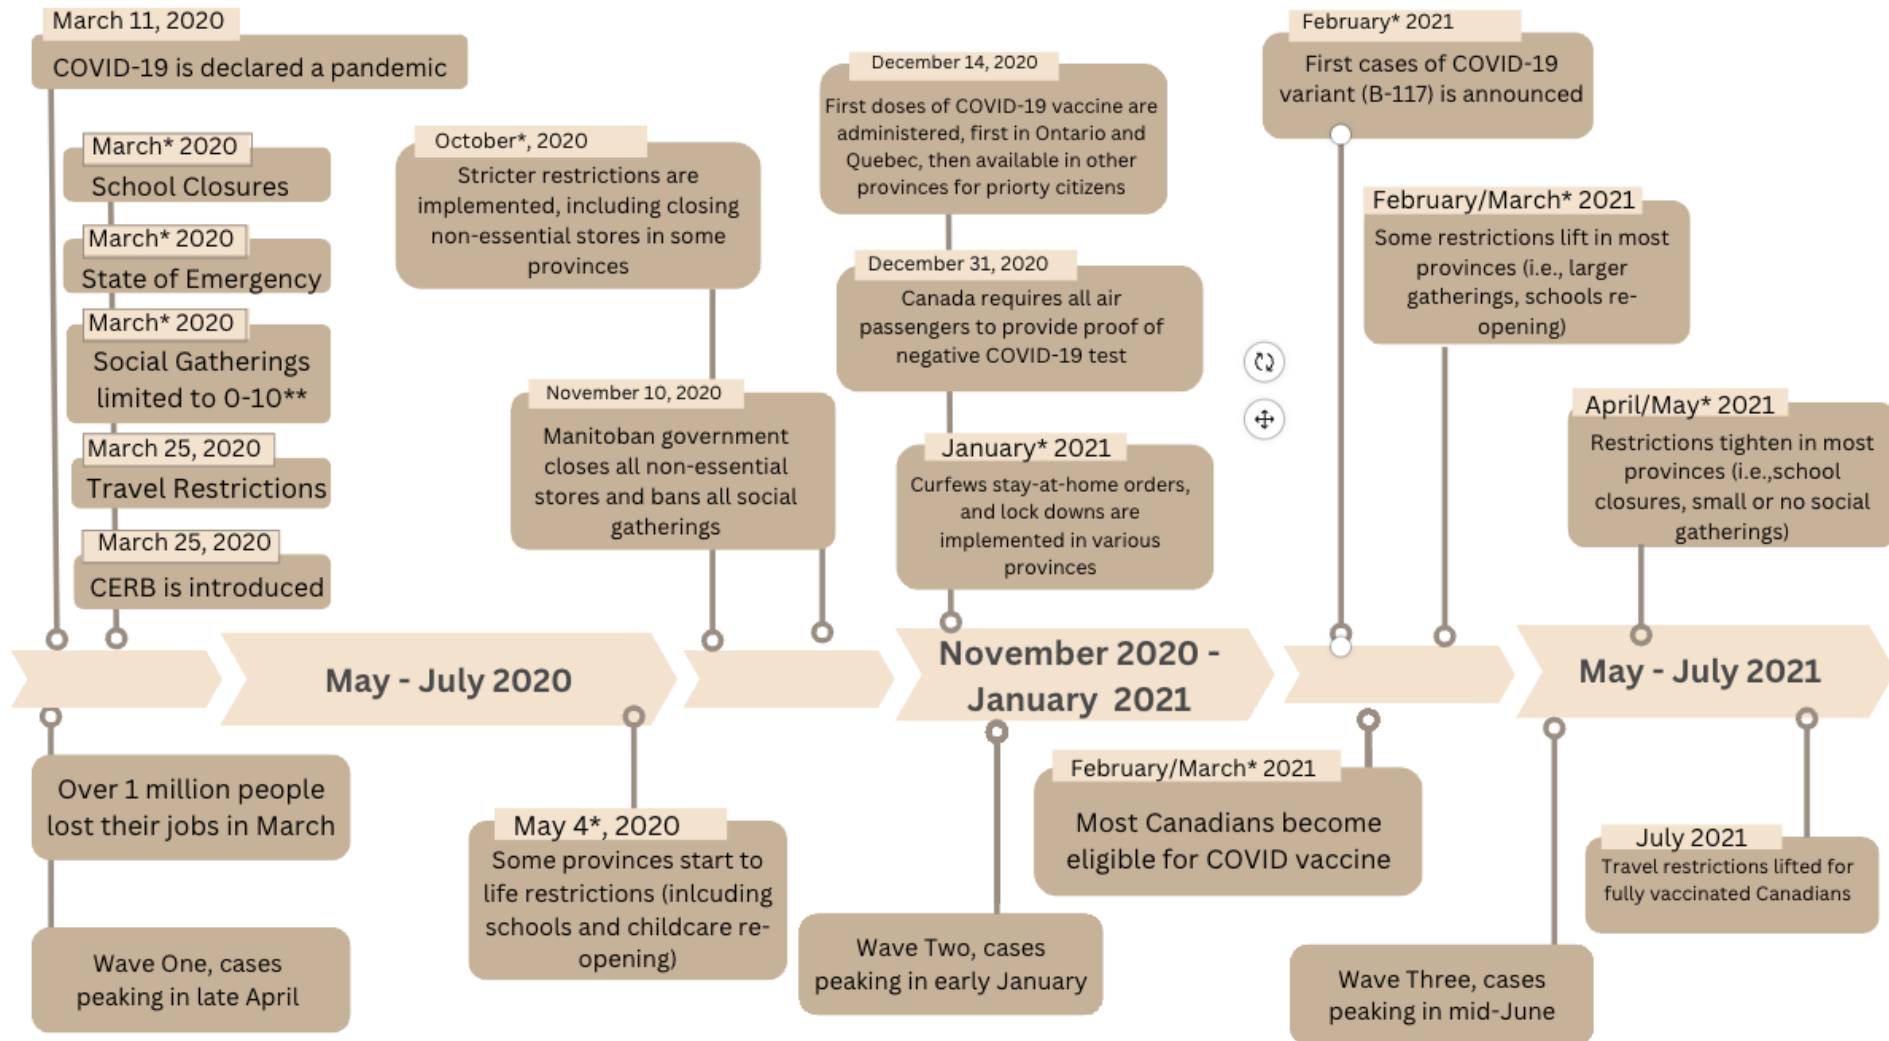 March 11, 2020
COVID-19 is declared a pandemic
March* 2020
School Closures
March* 2020
State of Emergency
March* 2020
Social Gatherings
limited to 0-10**
March 25, 2020
Travel Restrictions
March 25, 2020
CERB is introduced
October*, 2020
Stricter restrictions are
implemented, including closing
non-essential stores in some
provinces
November 10, 2020
Manitoban government
closes all non-essential
stores and bans all social
gatherings
December 14, 2020
First doses of COVID-19 vaccine are
administered, first in Ontario and
Quebec, then available in other
provinces for priorty citizens
December 31, 2020
Canada requires all air
passengers to provide proof of
negative COVID-19 test
January* 2021
Curfews stay-at-home orders,
and lock downs are
implemented in various
provinces
February* 2021
First cases of COVID-19
variant (B-117) is announced
February/March* 2021
Some restrictions lift in most
provinces (i.e., larger
gatherings, schools re-
opening)
April/May* 2021
Restrictions tighten in most
provinces (i.e.,school
closures, small or no social
gatherings)
May - July 2020
November 2020 -
January 2021
May - July 2021
Over 1 million people
lost their jobs in March
Wave One, cases
peaking in late April
May 4*, 2020
Some provinces start to
life restrictions (inlcuding
schools and childcare re-
opening)
Wave Two, cases
peaking in early January
February/March* 2021
Most Canadians become
eligible for COVID vaccine
Wave Three, cases
peaking in mid-June
July 2021
Travel restrictions lifted for
fully vaccinated Canadians